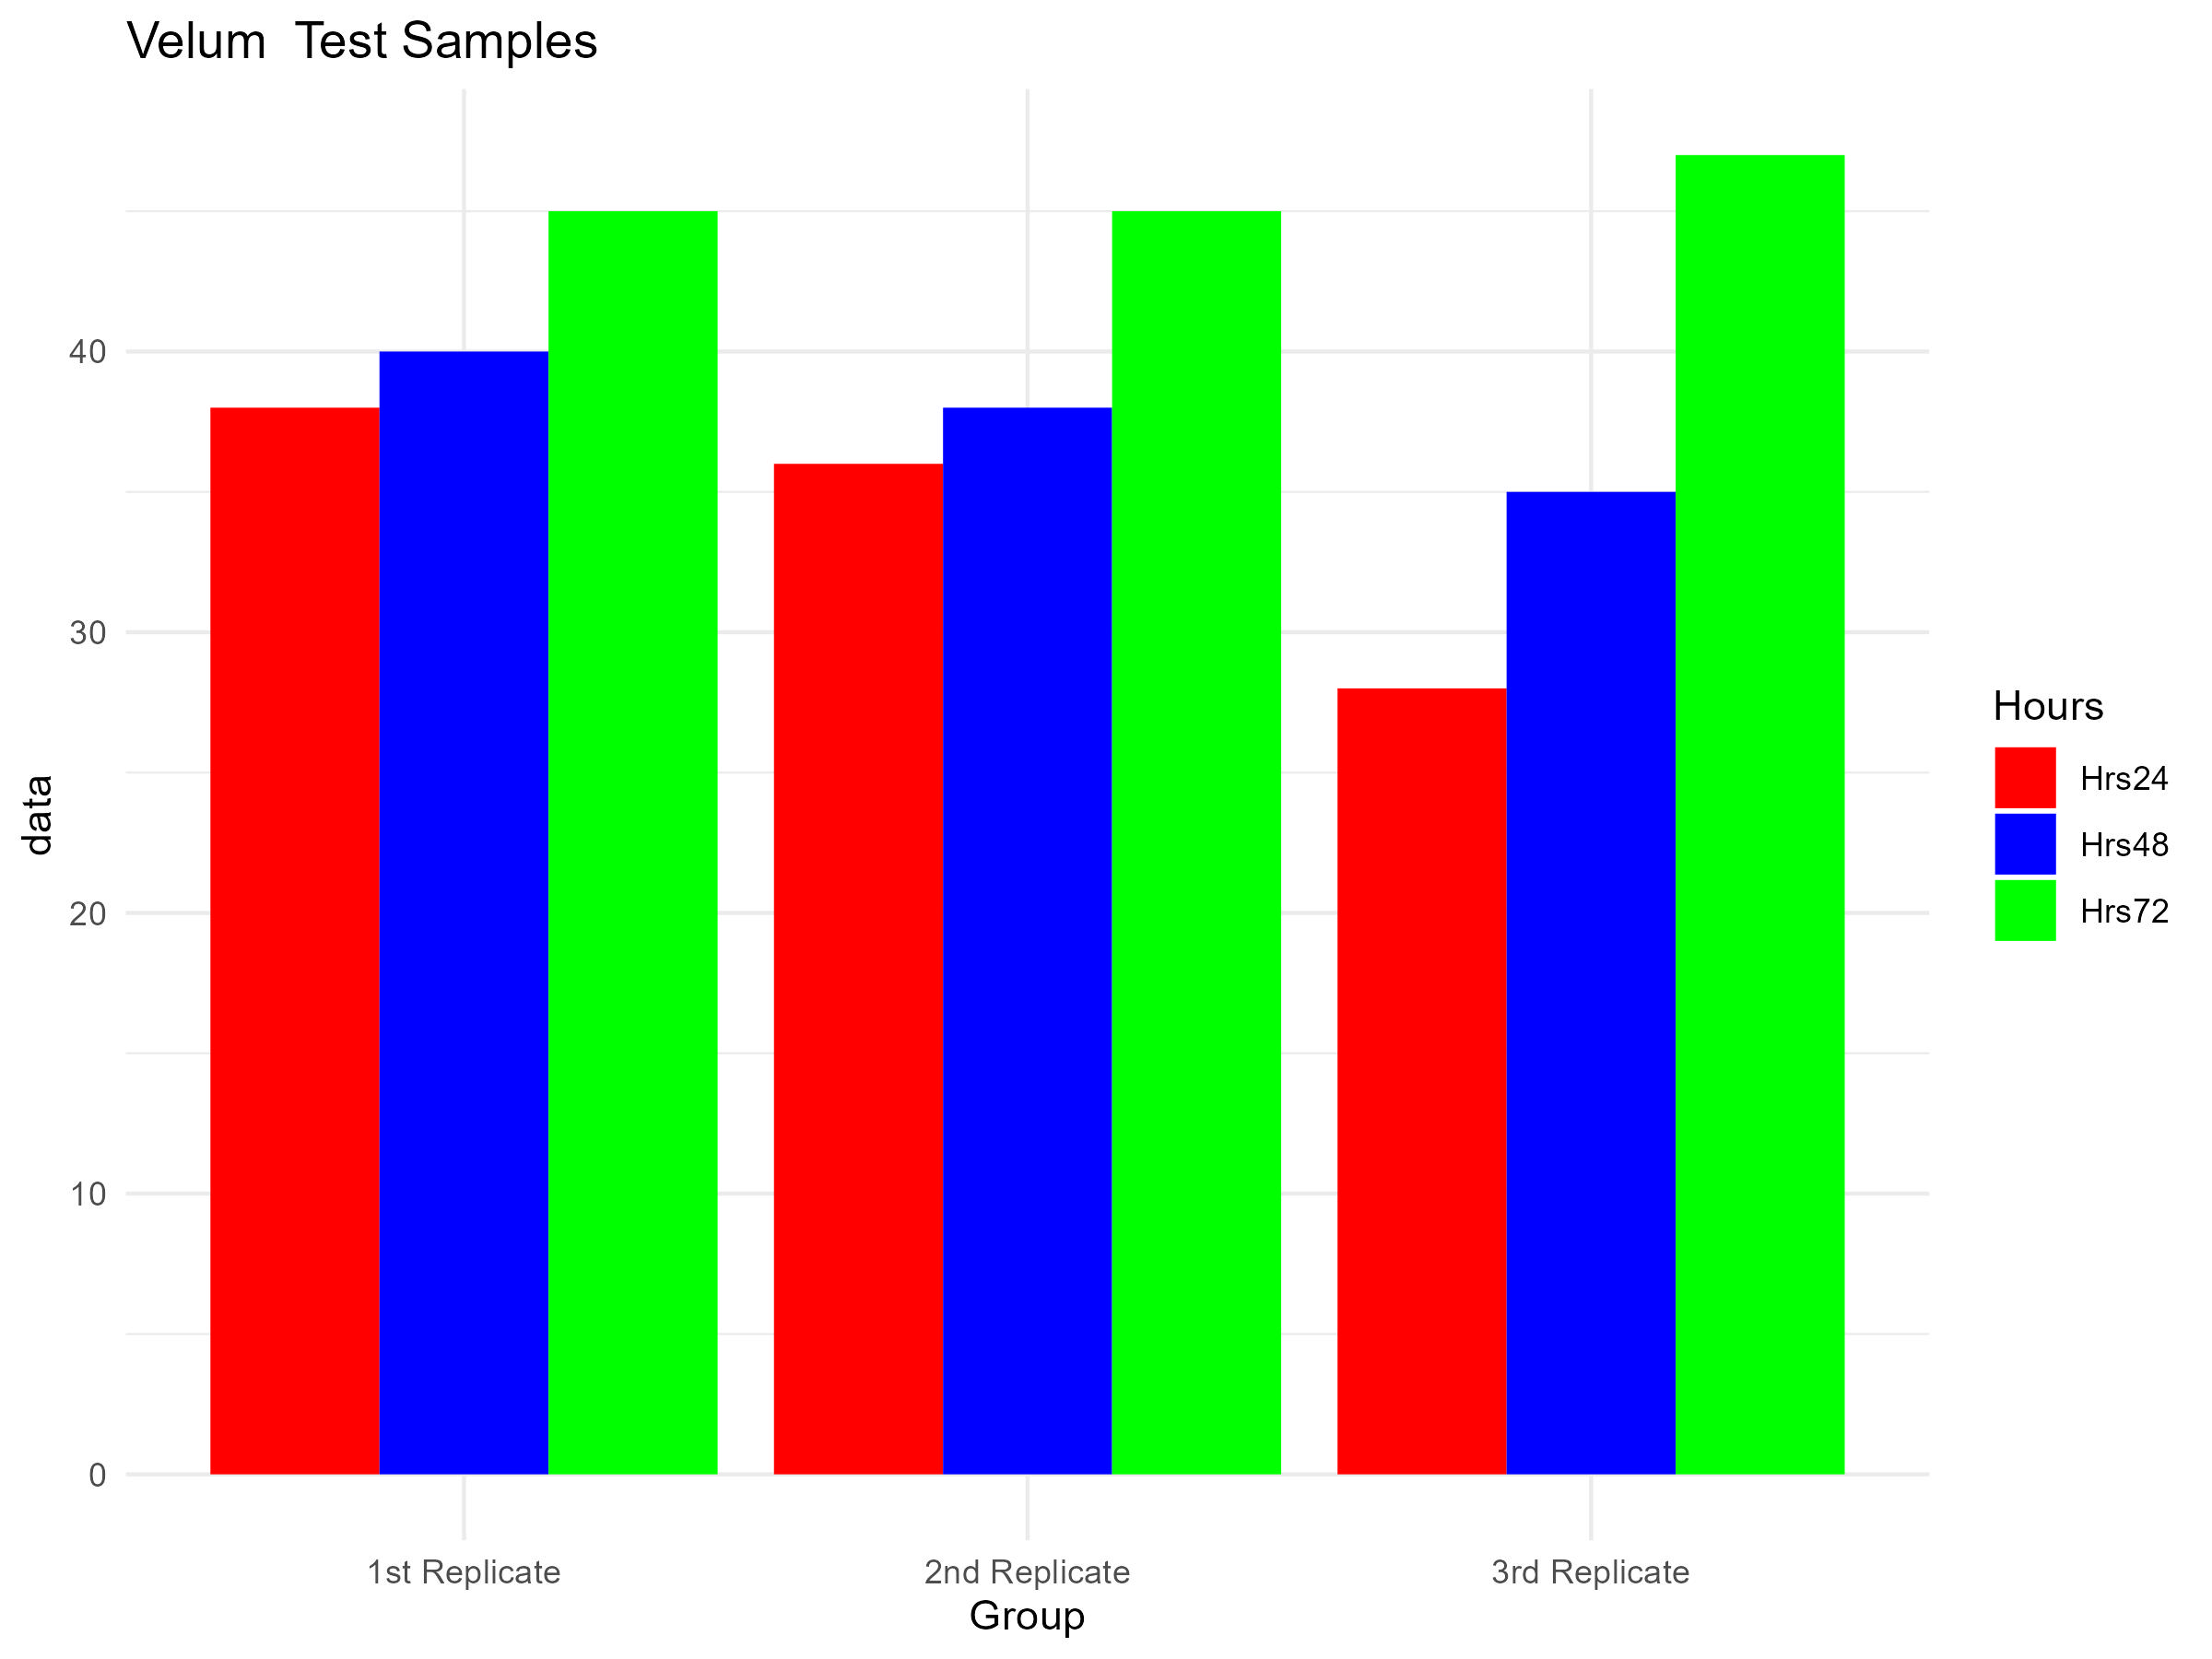 Velum  Test Samples
data
40
30
20
10
0
1st Replicate 2nd Replicate 3rd Replicate
Group
Hours
Hrs24
Hrs48
Hrs72